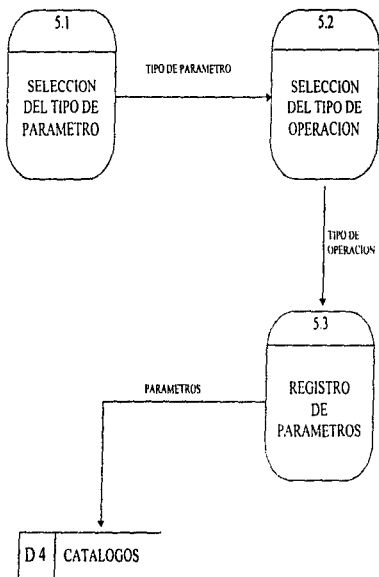 5.1
SELECCION
DEL TIPO DE
PARAMETRO
TIPO DE PARAMETRO
5.2
SELECCION
DEL TIPO DE
OPERACION
TIPO DE
OPERACION
5.3
REGISTRO
DE
PARAMETROS
PARAMETROS
D 4 CATALOGOS